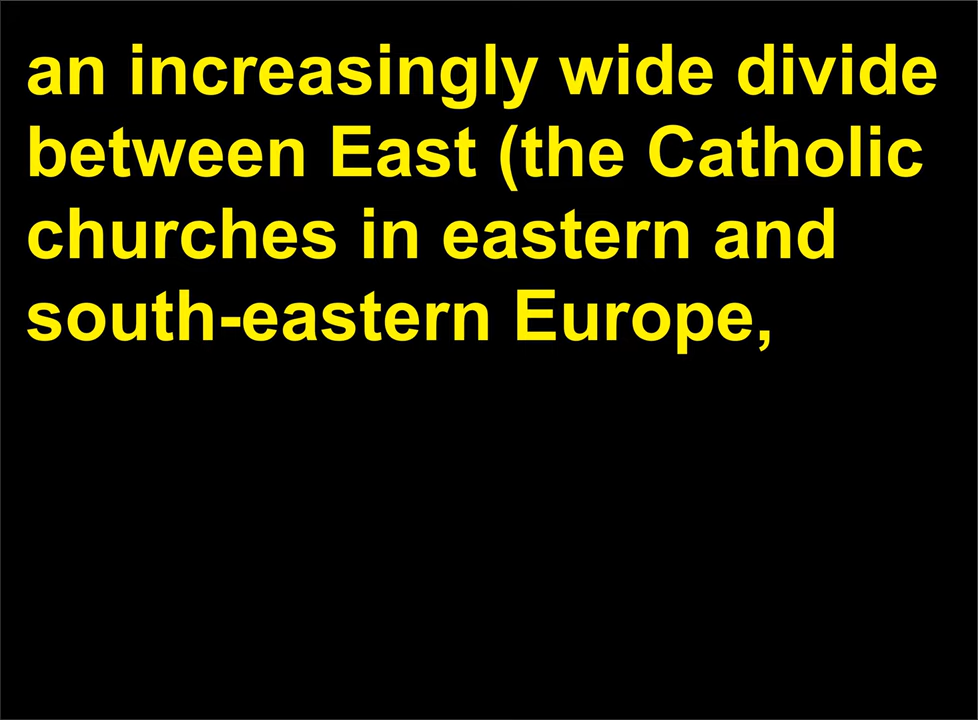 an increasingly wide divide
between East (the Catholic
churches in eastern and
south-eastern Europe,